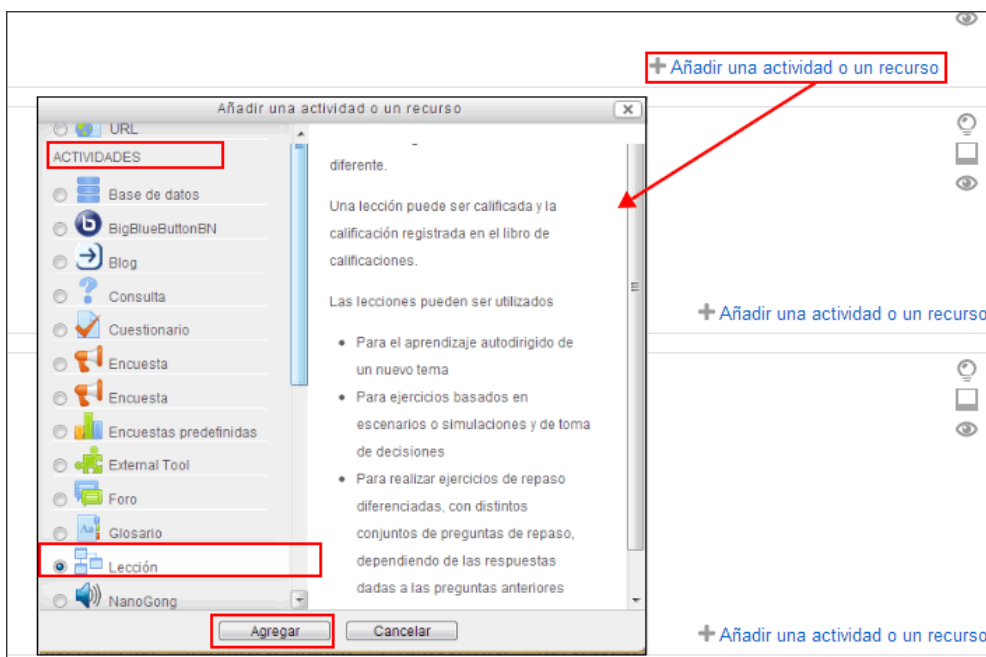 Añadir una actividad o un recurso
Añadir una actividad o un recurso
URL
ACTIVIDADES
Base de datos
BigBlueButtonBN
Blog
Consulta
Cuestionario
Encuesta
Encuesta
Encuestas predefinidas
External Tool
Foro
Glosario
Lección
NanoGong
diferente.
Una lección puede ser calificada y la
calificación registrada en el libro de
calificaciones.
Las lecciones pueden ser utilizados
• Para el aprendizaje autodirigido de
un nuevo tema
• Para ejercicios basados en
escenarios o simulaciones y de toma
de decisiones
• Para realizar ejercicios de repaso
diferenciadas, con distintos
conjuntos de preguntas de repaso,
dependiendo de las respuestas
dadas a las preguntas anteriores
Agregar
Cancelar
Añadir una actividad o un recurso
Añadir una actividad o un recurso